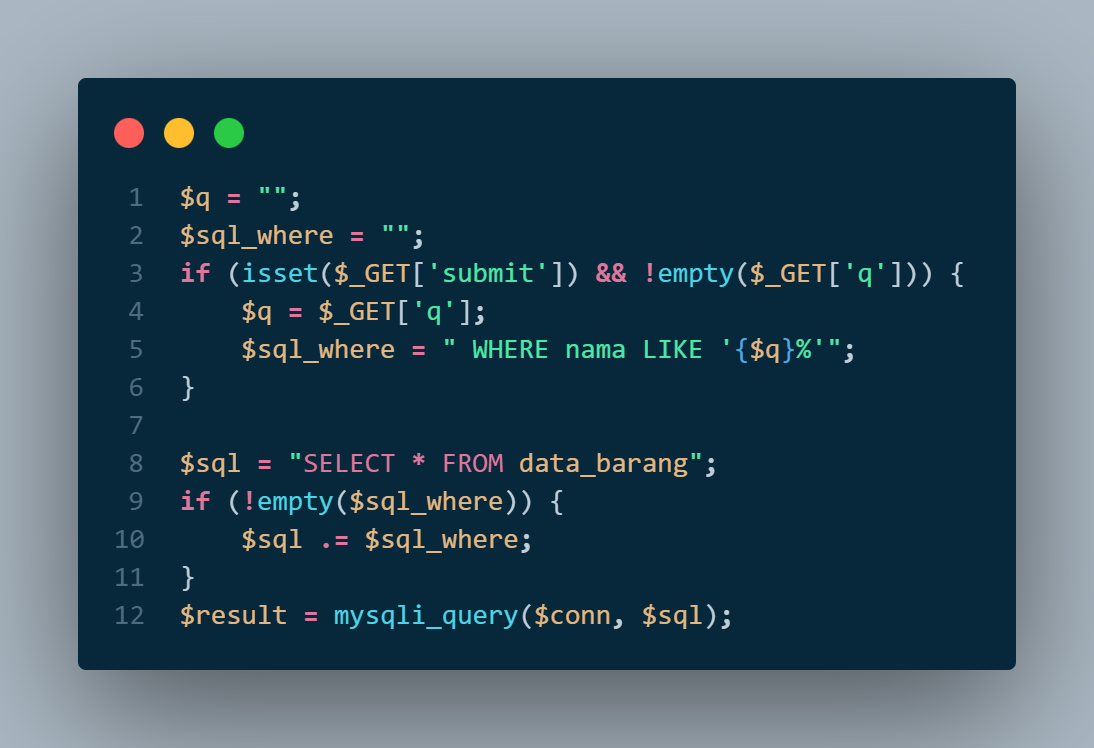 1 $q = "";
2 $sql_where = "";
3 if (isset($_GET['submit']) && !empty($_GET['q'])) {
4     $q = $_GET['q'];
5     $sql_where = " WHERE nama LIKE '{$q}%'";
6 }
7
8 $sql = "SELECT * FROM data_barang";
9 if (!empty($sql_where)) {
10     $sql .= $sql_where;
11 }
12 $result = mysqli_query($conn, $sql);